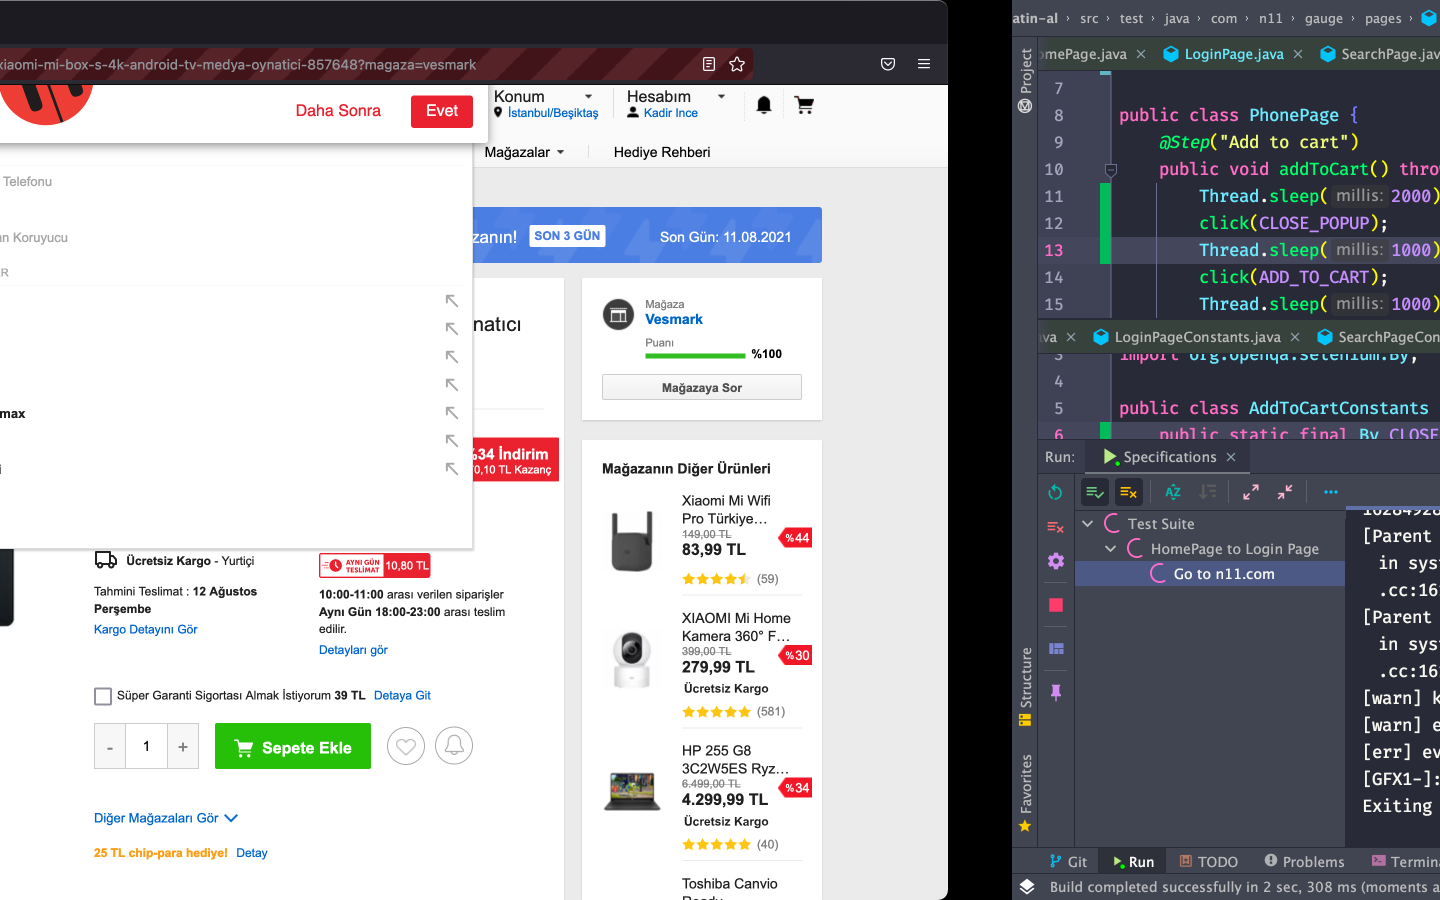 xiaomi-mi-box-s-4k-android-tv-medya-oynatici-857648?magaza=vesmark
Daha Sonra
Evet
Konum
İstanbul/Beşiktaş
Hesabım
Kadir Ince
Mağazalar
Hediye Rehberi
Telefonu
Koruyucu
max
zanın!
SON 3 GÜN
Son Gün: 11.08.2021
natıcı
%34 İndirim
0,10 TL Kazanç
Ücretsiz Kargo - Yurtiçi
Tahmini Teslimat : 12 Ağustos
Perşembe
Kargo Detayını Gör
AYNI GÜN
TESLİMAT
10,80 TL
10:00-11:00 arası verilen siparişler
Aynı Gün 18:00-23:00 arası teslim
edilir.
Detayları gör
Süper Garanti Sigortası Almak İstiyorum 39 TL Detaya Git
- 1 +
Sepete Ekle
Diğer Mağazaları Gör
25 TL chip-para hediye! Detay
Mağaza
Vesmark
Puanı
%100
Mağazaya Sor
Mağazanın Diğer Ürünleri
Xiaomi Mi Wifi
Pro Türkiye...
149,00 TL
83,99 TL
%44
(59)
XIAOMI Mi Home
Kamera 360° F...
399,00 TL
279,99 TL
%30
Ücretsiz Kargo
(581)
HP 255 G8
3C2W5ES Ryz...
6.499,00 TL
4.299,99 TL
%34
Ücretsiz Kargo
(40)
Toshiba Canvio
Ready
atin-al › src › test › java › com › n11 › gauge › pages ›
omePage.java
LoginPage.java
SearchPage.jav
Project
7
8 public class PhonePage {
9 @Step("Add to cart")
10 public void addToCart() throw
11 Thread.sleep( millis: 2000)
12 click(CLOSE_POPUP);
13 Thread.sleep( millis: 1000)
14 click(ADD_TO_CART);
15 Thread.sleep( millis: 1000)
va
LoginPageConstants.java
SearchPageCon
3 import org.openqa.selenium.By;
4
5 public class AddToCartConstants
6 public static final By CLOSE
Run:
Specifications
Test Suite
HomePage to Login Page
Go to n11.com
[Parent
in sys
.cc:16
[Parent
in sys
.cc:16
[warn] k
[warn] e
[err] ev
[GFX1-]:
Exiting
Structure
Favorites
Git
Run
TODO
Problems
Termina
Build completed successfully in 2 sec, 308 ms (moments a